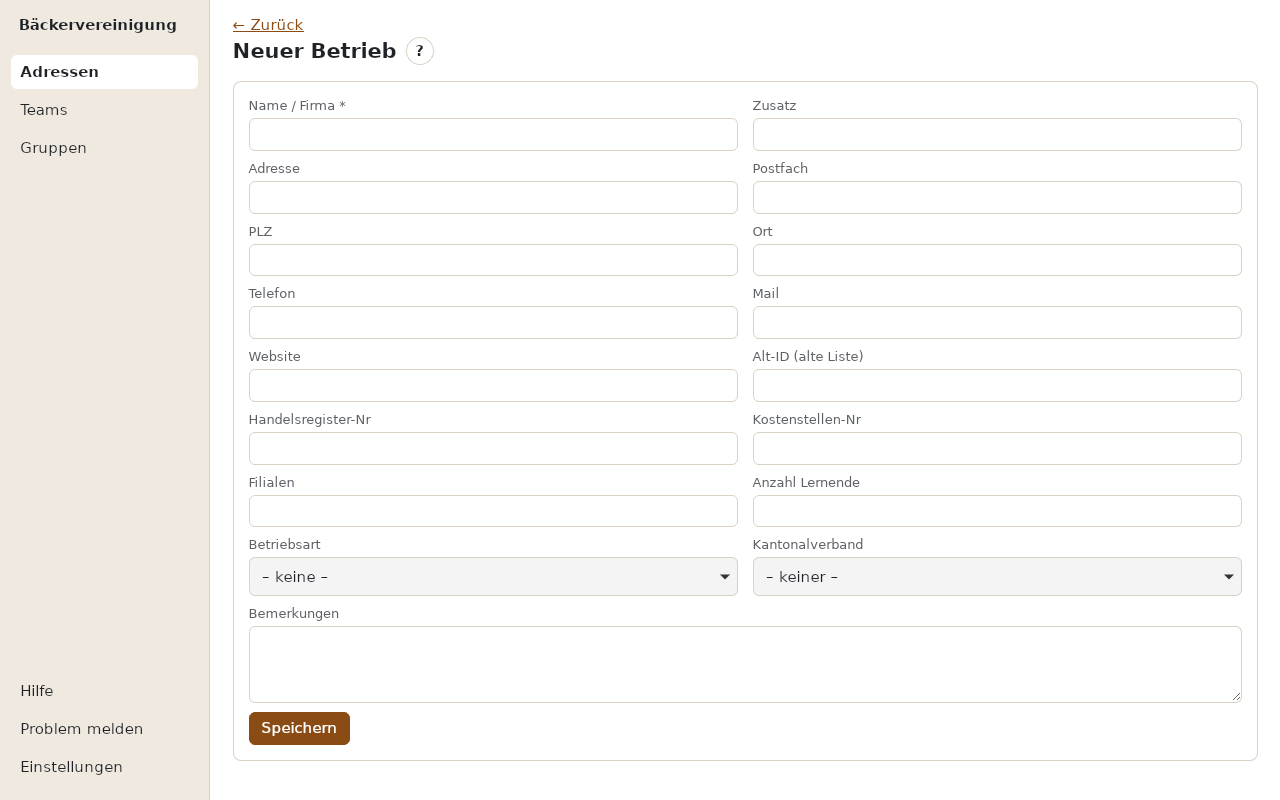 Bäckervereinigung
Adressen
Teams
Gruppen
Hilfe
Problem melden
Einstellungen
← Zurück
Neuer Betrieb ?
Name / Firma *
Zusatz
Adresse
Postfach
PLZ
Ort
Telefon
Mail
Website
Alt-ID (alte Liste)
Handelsregister-Nr
Kostenstellen-Nr
Filialen
Anzahl Lernende
Betriebsart
Kantonalverband
– keine –
– keiner –
Bemerkungen
Speichern